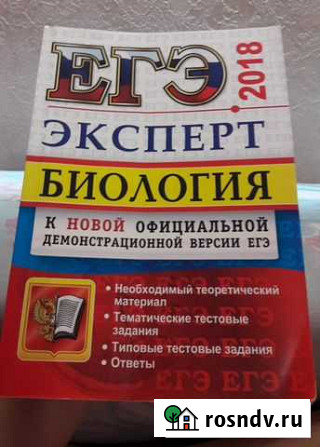 ЕГЭ
2018
ЭКСПЕРТ
БИОЛОГИЯ
К НОВОЙ ОФИЦИАЛЬНОЙ
ДЕМОНСТРАЦИОННОЙ ВЕРСИИ ЕГЭ
• Необходимый теоретический
материал
• Тематические тестовые
задания
• Типовые тестовые задания
• Ответы
ЕГЭ ЕГЭ ЕГЭ
rosndv.ru